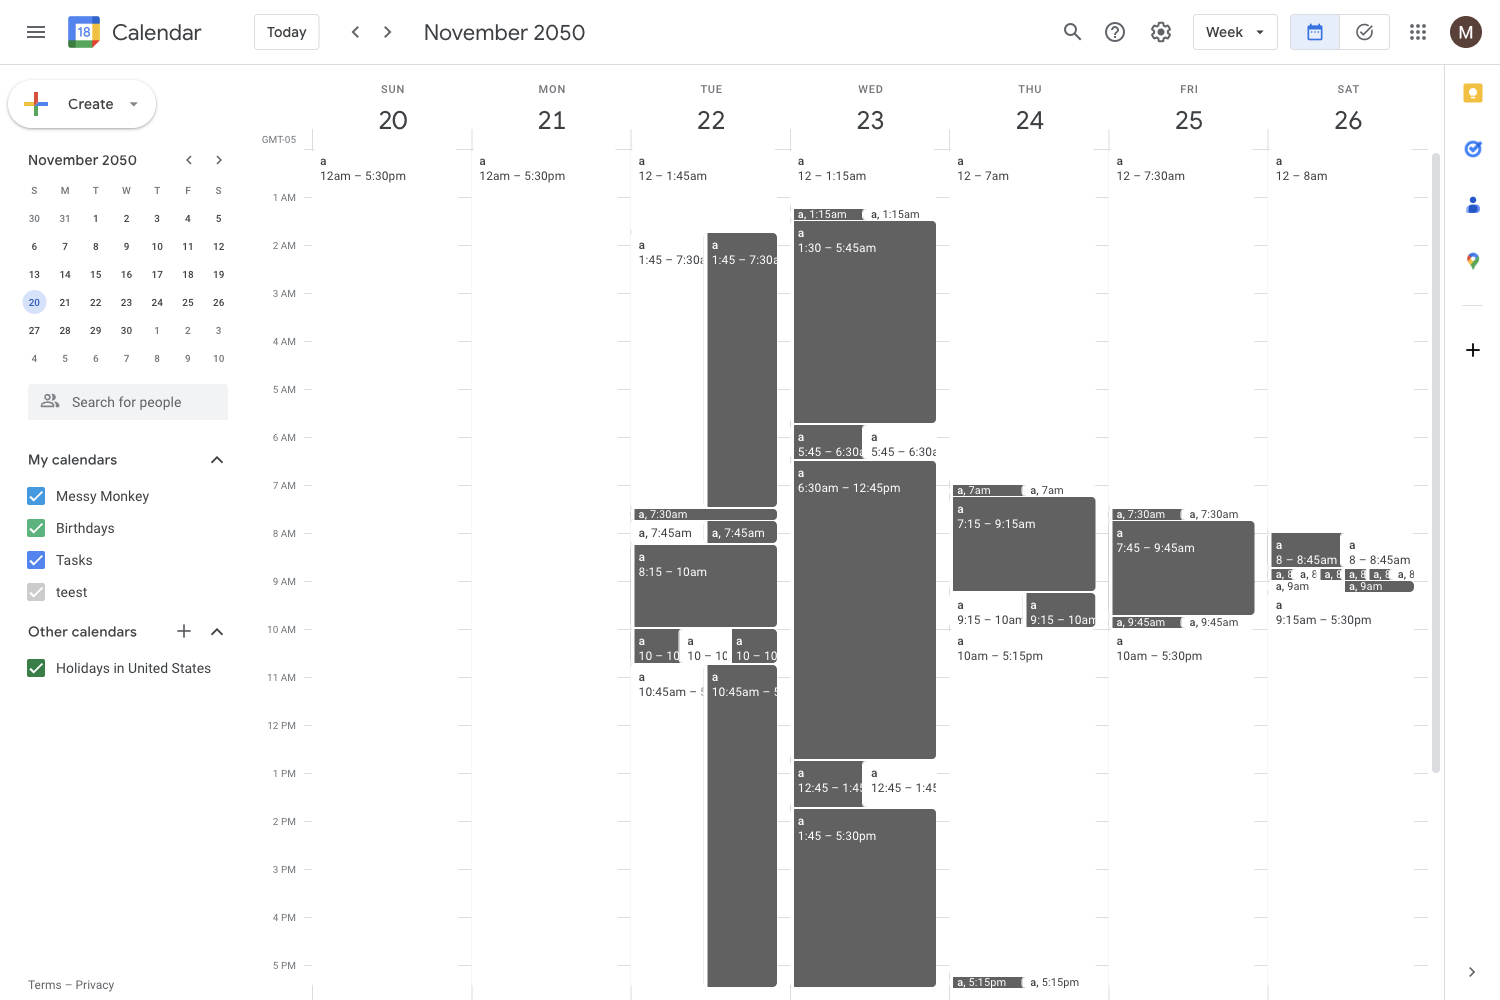 18 Calendar
Today
November 2050
Week
M
Create
November 2050
S M T W T F S
30 31 1 2 3 4 5
6 7 8 9 10 11 12
13 14 15 16 17 18 19
20 21 22 23 24 25 26
27 28 29 30 1 2 3
4 5 6 7 8 9 10
Search for people
My calendars
Messy Monkey
Birthdays
Tasks
teest
Other calendars
Holidays in United States
Terms – Privacy
GMT-05
1 AM
2 AM
3 AM
4 AM
5 AM
6 AM
7 AM
8 AM
9 AM
10 AM
11 AM
12 PM
1 PM
2 PM
3 PM
4 PM
5 PM
SUN
20
a
12am – 5:30pm
MON
21
a
12am – 5:30pm
TUE
22
a
12 – 1:45am
a
1:45 – 7:30a
a
1:45 – 7:30a
a, 7:30am
a, 7:45am
a, 7:45am
a
8:15 – 10am
a
10 – 10
a
10 – 10
a
10 – 10
a
10:45am – 5
a
10:45am – 5
WED
23
a
12 – 1:15am
a, 1:15am
a, 1:15am
a
1:30 – 5:45am
a
5:45 – 6:30a
a
5:45 – 6:30a
a
6:30am – 12:45pm
a
12:45 – 1:45
a
12:45 – 1:45
a
1:45 – 5:30pm
THU
24
a
12 – 7am
a, 7am
a, 7am
a
7:15 – 9:15am
a
9:15 – 10am
a
9:15 – 10am
a
10am – 5:15pm
a, 5:15pm
a, 5:15pm
FRI
25
a
12 – 7:30am
a, 7:30am
a, 7:30am
a
7:45 – 9:45am
a, 9:45am
a, 9:45am
a
10am – 5:30pm
SAT
26
a
12 – 8am
a
8 – 8:45am
a
8 – 8:45am
a, 8
a, 8
a, 8
a, 8
a, 8
a, 8
a, 9am
a, 9am
a
9:15am – 5:30pm